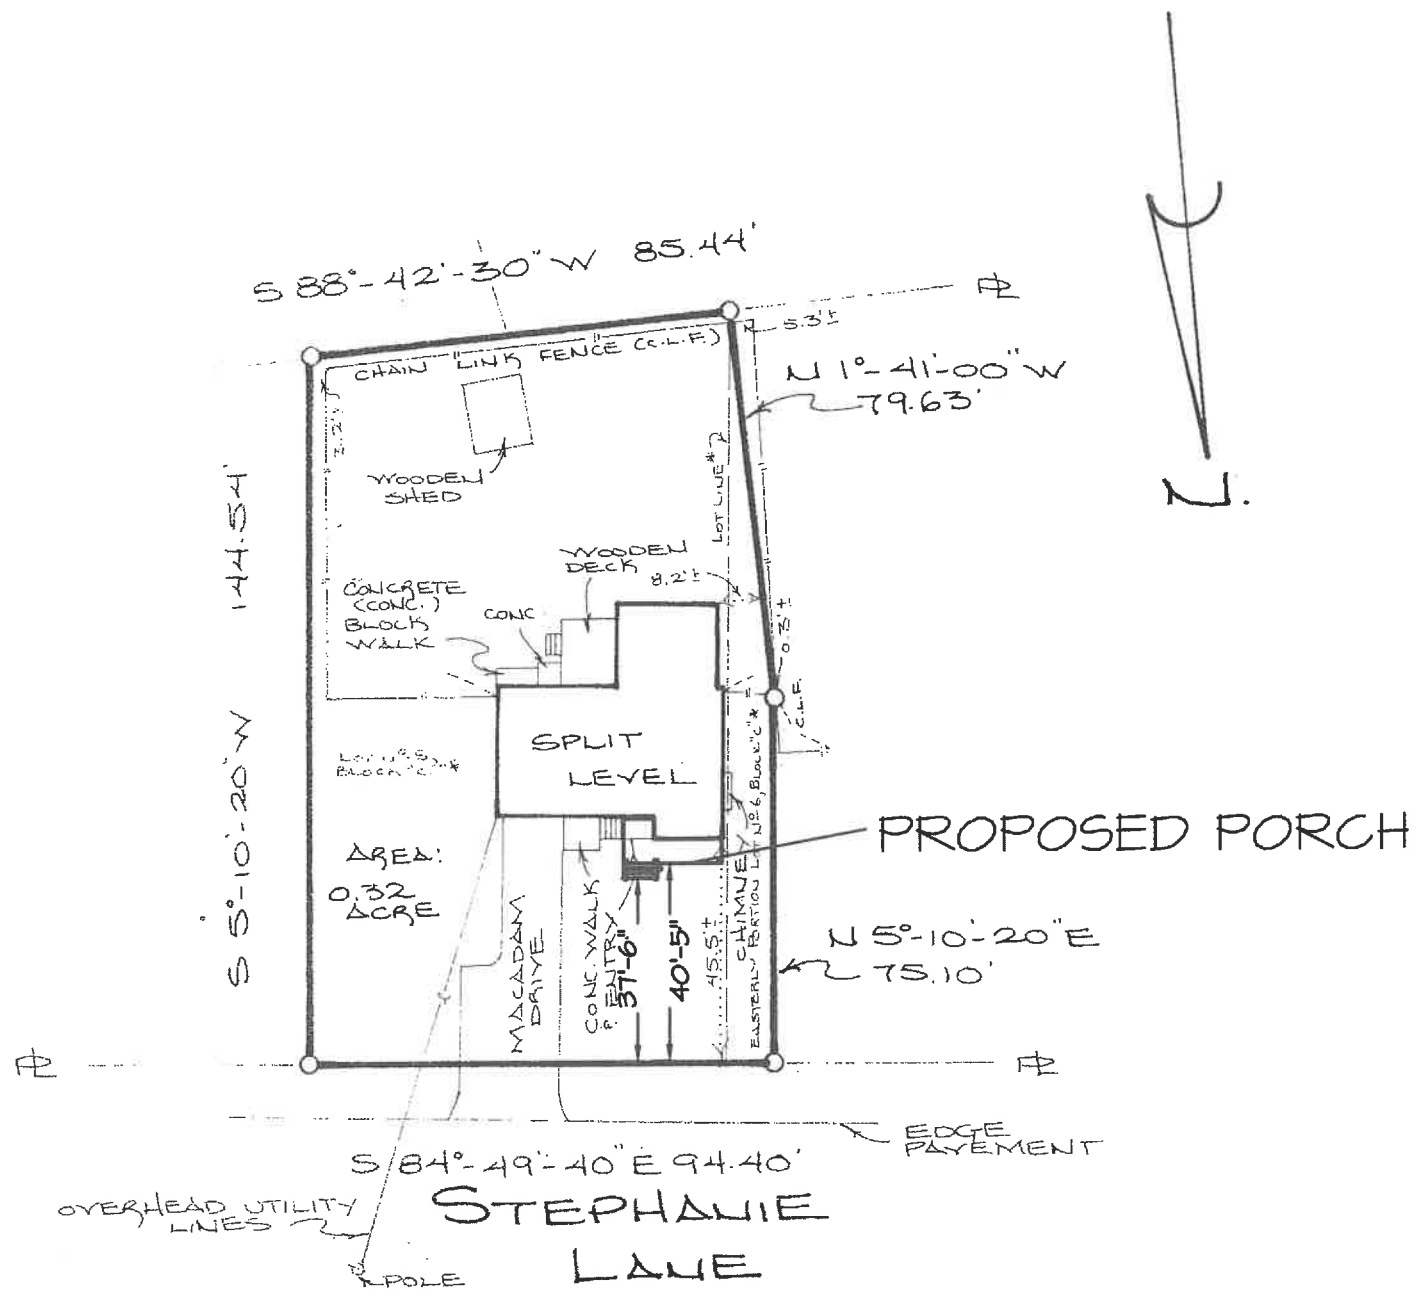 S 88°-42'-30" W 85.44'
PL
5.3'±
CHAIN LINK FENCE (C.L.F.)
N 1°-41'-00" W
79.63'
3.2'±
LOT LINE*
WOODEN
SHED
N.
144.54'
WOODEN
DECK
8.2'±
CONCRETE
(CONC.)
BLOCK
WALK
CONC
0.3'±
C.L.F.
SPLIT
LEVEL
BLOCK "C"*
S 5°-10'-20" W
PROPOSED PORCH
AREA:
0.32
ACRE
CHIMNEY
EASTERLY PORTION LOT Nº 6, BLOCK "C"*
MACADAM
DRIVE
CONC. WALK
& ENTRY
37'-6"
40'-5"
45.5'±
N 5°-10'-20" E
75.10'
PL
PL
EDGE
PAVEMENT
S 84°-49'-40" E 94.40'
OVERHEAD UTILITY
LINES
STEPHANIE
LANE
POLE